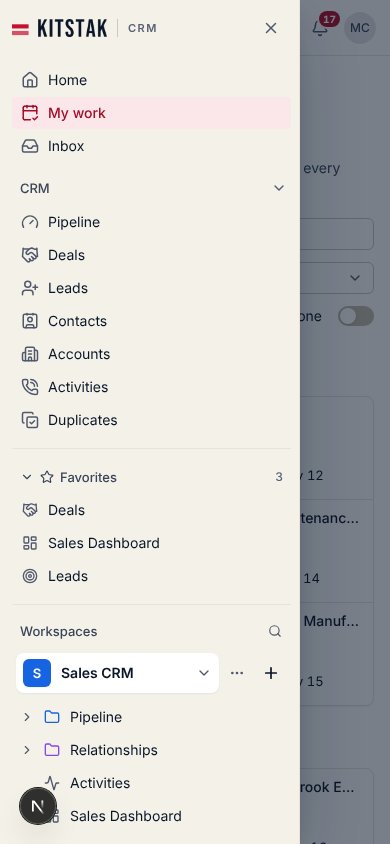 KITSTAK CRM
17
MC
Home
My work
Inbox
every
CRM
Pipeline
Deals
Leads
one
Contacts
Accounts
Activities
Duplicates
Favorites 3
12
Deals
tenanc...
Sales Dashboard
Leads
14
Manuf...
Workspaces
S Sales CRM
15
Pipeline
Relationships
Activities
rook E...
N
Sales Dashboard